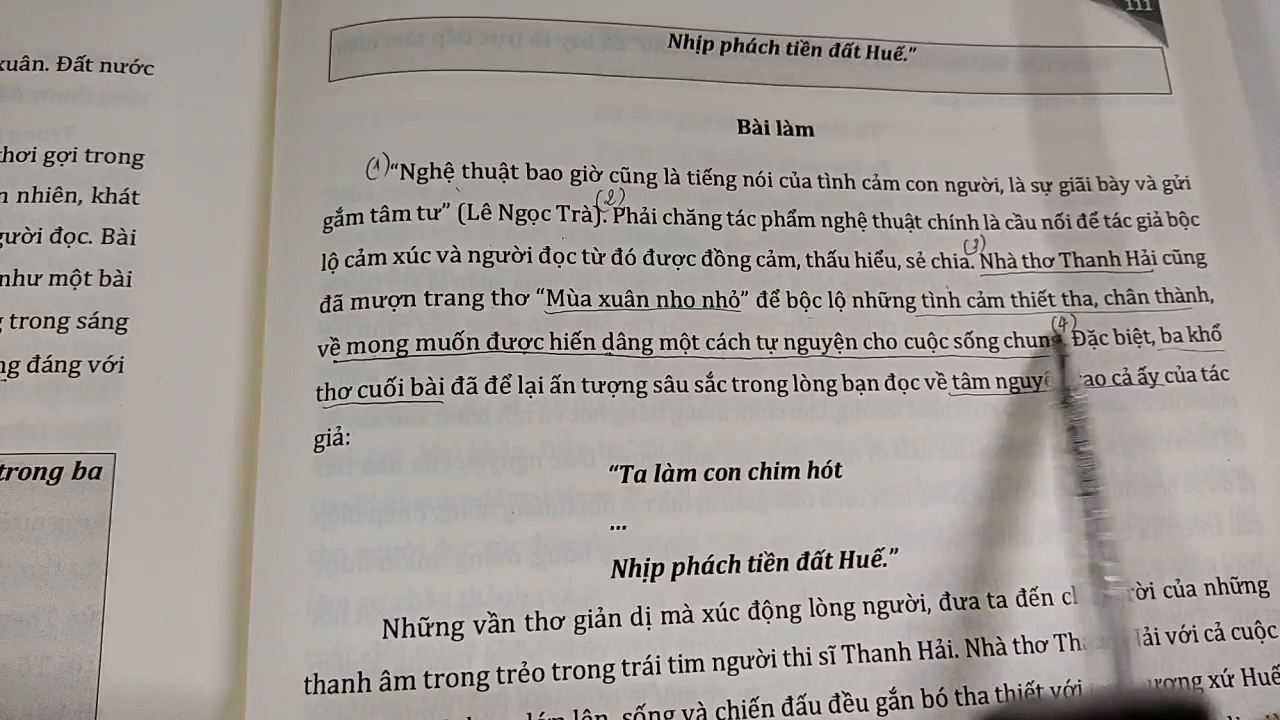 111
xuân. Đất nước
hơi gợi trong
nhiên, khát
người đọc. Bài
như một bài
trong sáng
đáng với
trong ba
Nhịp phách tiền đất Huế.”
Bài làm
(1) “Nghệ thuật bao giờ cũng là tiếng nói của tình cảm con người, là sự giãi bày và gửi
gắm tâm tư” (Lê Ngọc Trà). (2) Phải chăng tác phẩm nghệ thuật chính là cầu nối để tác giả bộc
lộ cảm xúc và người đọc từ đó được đồng cảm, thấu hiểu, sẻ chia. (3) Nhà thơ Thanh Hải cũng
đã mượn trang thơ “Mùa xuân nho nhỏ” để bộc lộ những tình cảm thiết tha, chân thành,
về mong muốn được hiến dâng một cách tự nguyện cho cuộc sống chung. (4) Đặc biệt, ba khổ
thơ cuối bài đã để lại ấn tượng sâu sắc trong lòng bạn đọc về tâm cả ấy của tác
giả:
“Ta làm con chim hót
...
Nhịp phách tiền đất Huế.”
Những vần thơ giản dị mà xúc động lòng người, đưa ta đến của những
thanh âm trong trẻo trong trái tim người thi sĩ Thanh Hải. Nhà thơ với cả cuộc
sống và chiến đấu đều gắn bó tha thiết với xứ Huế